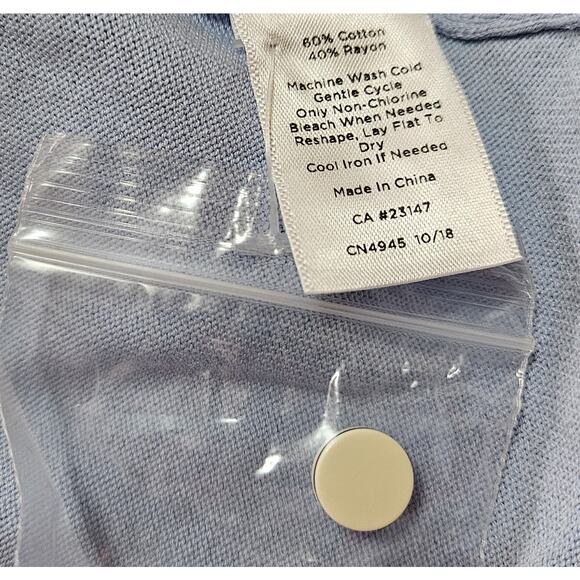 60% Cotton
40% Rayon
Machine Wash Cold
Gentle Cycle
Only Non-Chlorine
Bleach When Needed
Reshape, Lay Flat To
Dry
Cool Iron If Needed
Made In China
CA #23147
CN4945 10/18